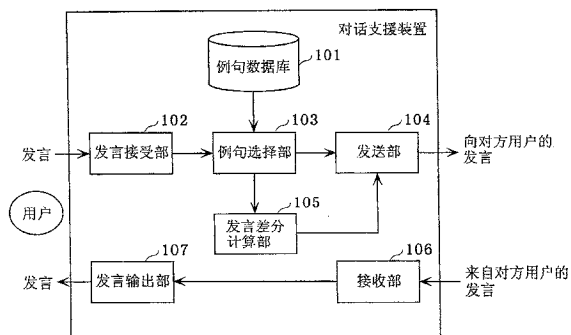 对话支援装置
例句数据库
101
102
103
104
发言
发言接受部
例句选择部
发送部
向对方用户的
发言
105
用户
发言差分
计算部
107
106
发言
发言输出部
接收部
来自对方用户的
发言